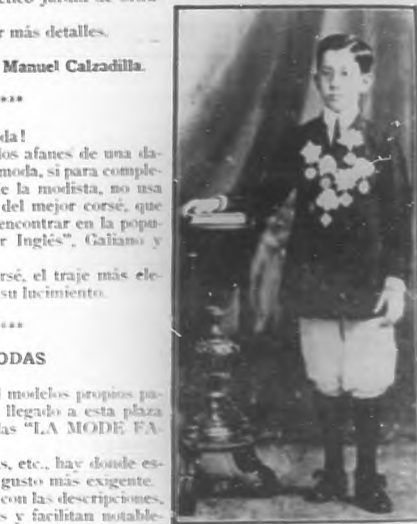 r más detalles.
Manuel Calzadilla.
****
da!
los afanes de una da-
moda, si para comple-
e la modista, no usa
del mejor corsé, que
encontrar en la popu-
r Inglés", Galiano y
rsé, el traje más ele-
su lucimiento.
****
ODAS
l modelos propios pa-
llegado a esta plaza
las "LA MODE FA-
s, etc., hay donde es-
gusto más exigente.
con las descripciones,
s y facilitan notable-